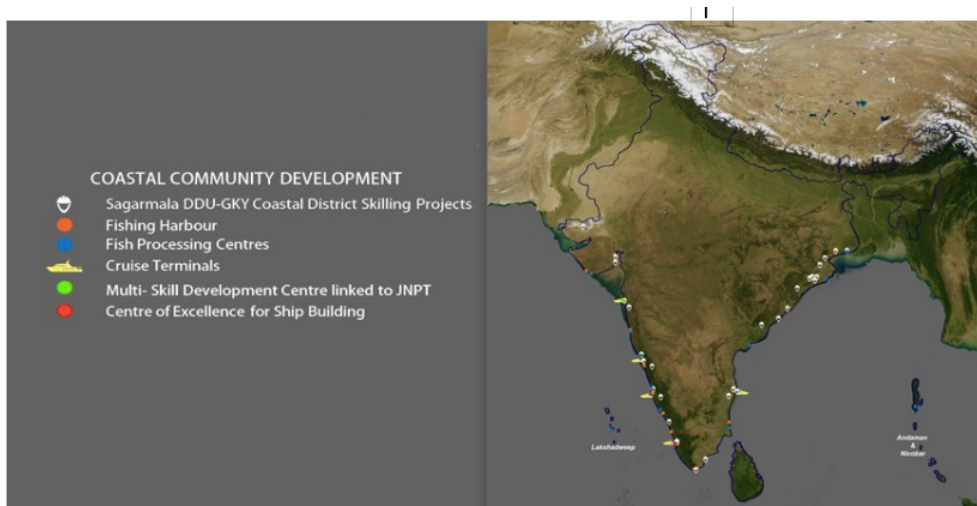 COASTAL COMMUNITY DEVELOPMENT
Sagarmala DDU-GKY Coastal District Skilling Projects
Fishing Harbour
Fish Processing Centres
Cruise Terminals
Multi- Skill Development Centre linked to JNPT
Centre of Excellence for Ship Building
Lakshadweep
Andaman
&
Nicobar